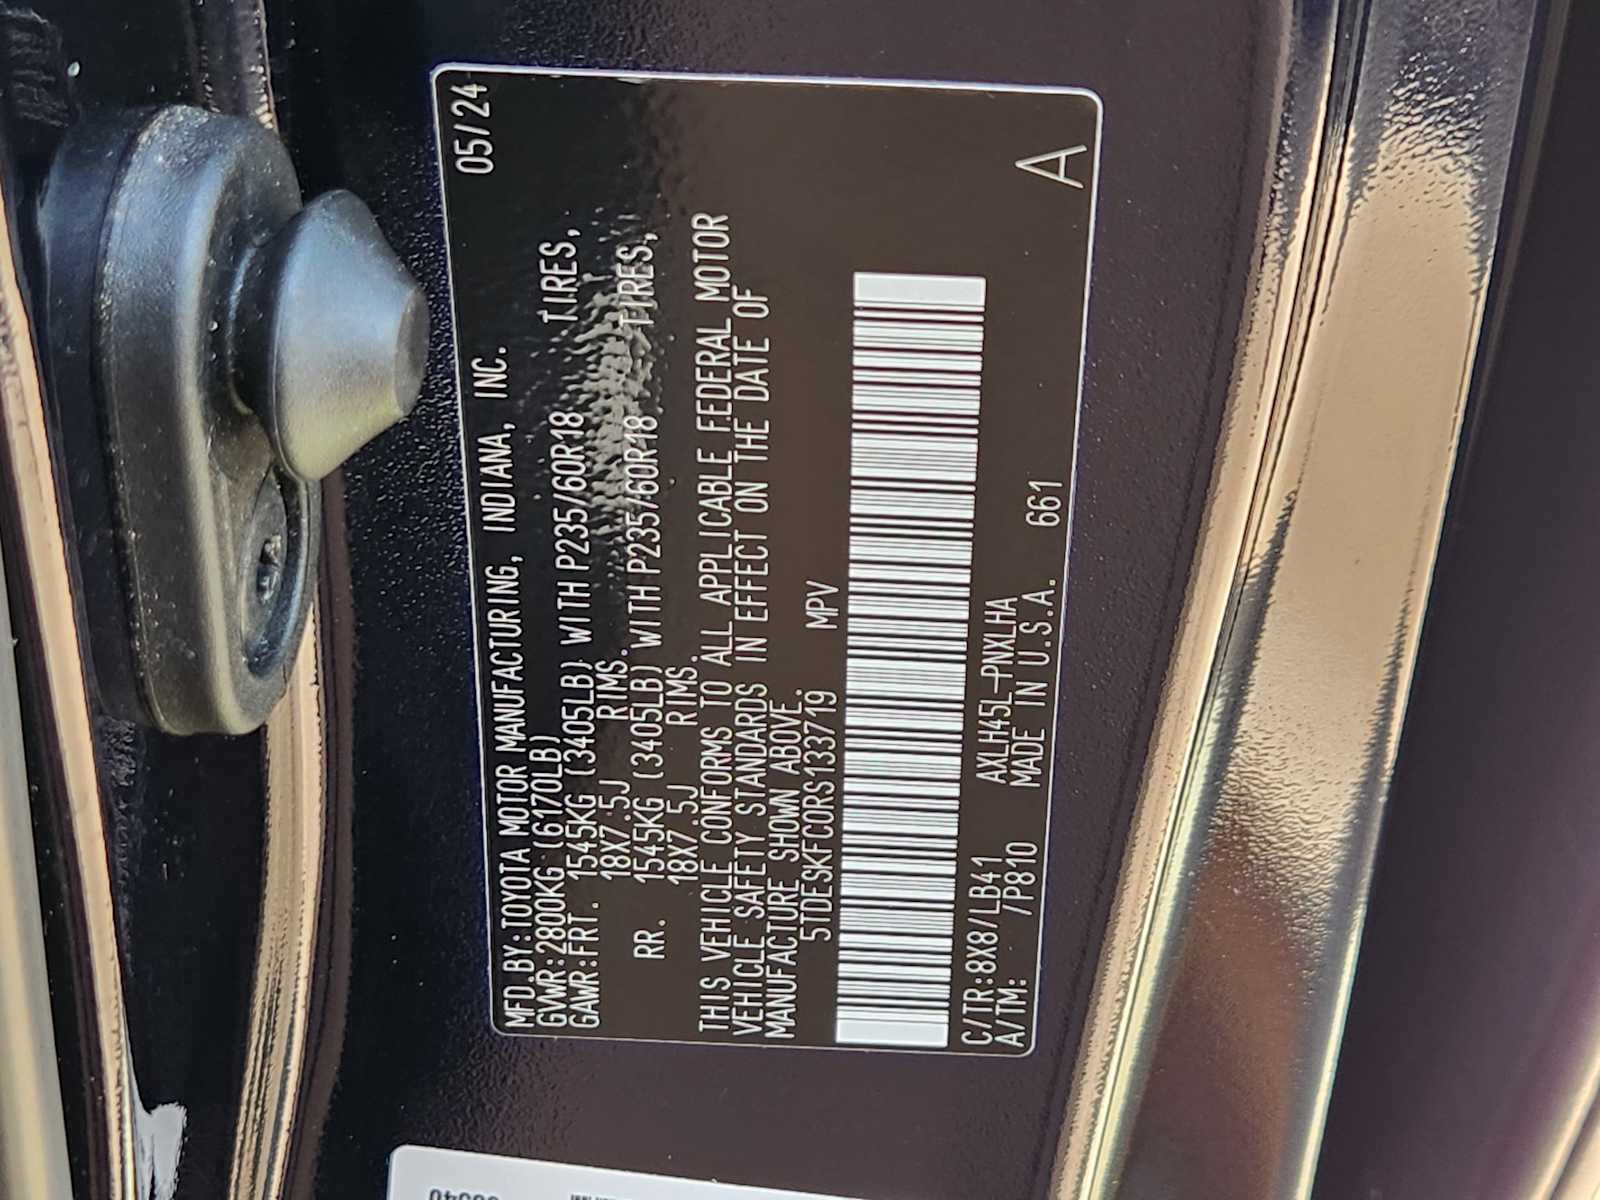 MFD.BY:TOYOTA MOTOR MANUFACTURING, INDIANA, INC. 05/24
GVWR:2800KG (6170LB)
GAWR:FRT. 1545KG (3405LB) WITH P235/60R18 TIRES,
18X7.5J RIMS.
RR. 1545KG (3405LB) WITH P235/60R18 TIRES,
18X7.5J RIMS.
THIS VEHICLE CONFORMS TO ALL APPLICABLE FEDERAL MOTOR
VEHICLE SAFETY STANDARDS IN EFFECT ON THE DATE OF
MANUFACTURE SHOWN ABOVE.
5TDESKFC0RS133719 MPV
C/TR:8X8/LB41 AXLH45L-PNXLHA
A/TM: /P810 MADE IN U.S.A. 661
A